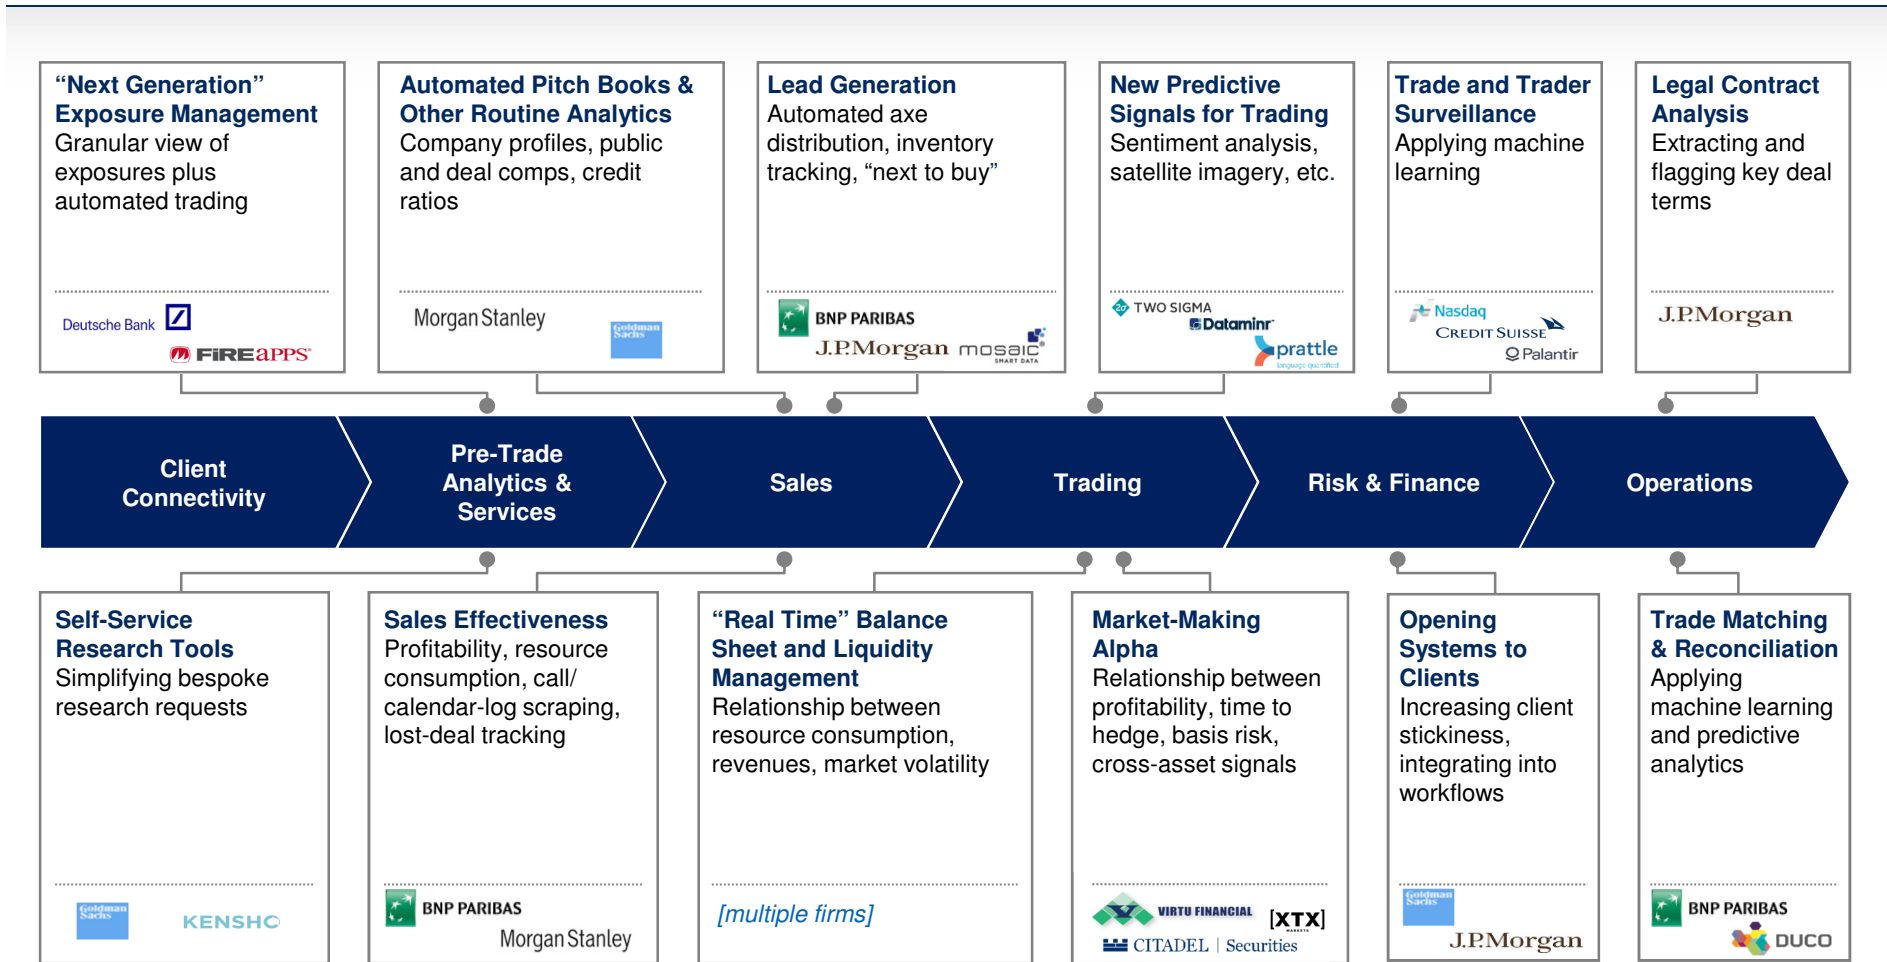 “Next Generation”
Exposure Management
Granular view of
exposures plus
automated trading
Deutsche Bank
FIREAPPS
Automated Pitch Books &
Other Routine Analytics
Company profiles, public
and deal comps, credit
ratios
Morgan Stanley
Goldman
Sachs
Lead Generation
Automated axe
distribution, inventory
tracking, “next to buy”
BNP PARIBAS
J.P.Morgan
mosaic
SMART DATA
New Predictive
Signals for Trading
Sentiment analysis,
satellite imagery, etc.
2σ TWO SIGMA
Dataminr
prattle
language quantified
Trade and Trader
Surveillance
Applying machine
learning
Nasdaq
CREDIT SUISSE
Palantir
Legal Contract
Analysis
Extracting and
flagging key deal
terms
J.P.Morgan
Client
Connectivity
Pre-Trade
Analytics &
Services
Sales
Trading
Risk & Finance
Operations
Self-Service
Research Tools
Simplifying bespoke
research requests
Goldman
Sachs
KENSHO
Sales Effectiveness
Profitability, resource
consumption, call/
calendar-log scraping,
lost-deal tracking
BNP PARIBAS
Morgan Stanley
“Real Time” Balance
Sheet and Liquidity
Management
Relationship between
resource consumption,
revenues, market volatility
[multiple firms]
Market-Making
Alpha
Relationship between
profitability, time to
hedge, basis risk,
cross-asset signals
VIRTU FINANCIAL
[XTX]
MARKETS
CITADEL | Securities
Opening
Systems to
Clients
Increasing client
stickiness,
integrating into
workflows
Goldman
Sachs
J.P.Morgan
Trade Matching
& Reconciliation
Applying
machine learning
and predictive
analytics
BNP PARIBAS
DUCO